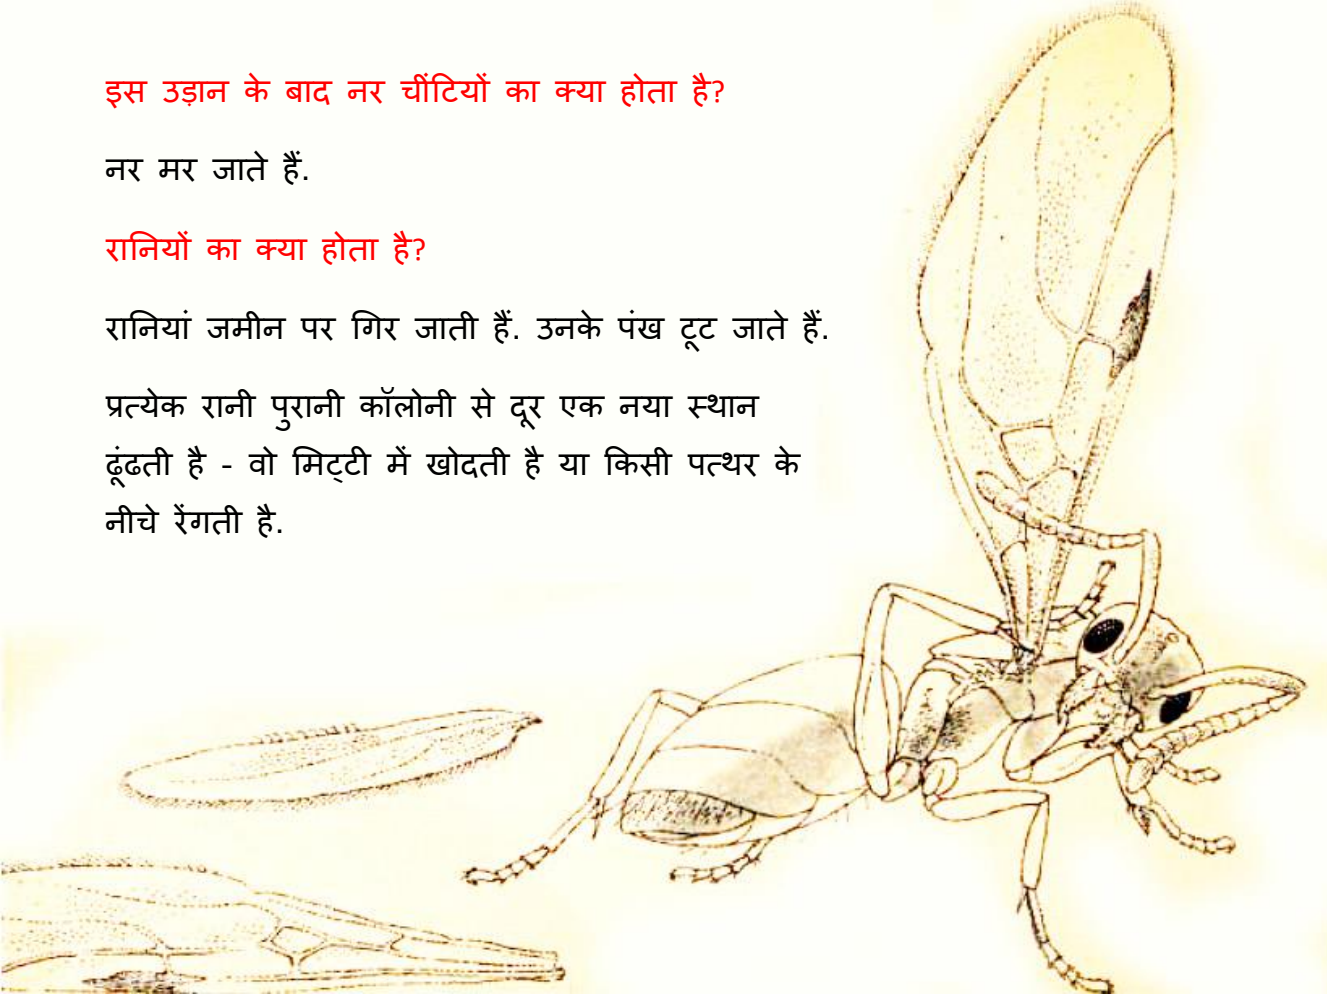 इस उड़ान के बाद नर चींटियों का क्या होता है?
नर मर जाते हैं.
रानियों का क्या होता है?
रानियां जमीन पर गिर जाती हैं. उनके पंख टूट जाते हैं.
प्रत्येक रानी पुरानी कॉलोनी से दूर एक नया स्थान
ढूंढती है - वो मिट्टी में खोदती है या किसी पत्थर के
नीचे रेंगती है.